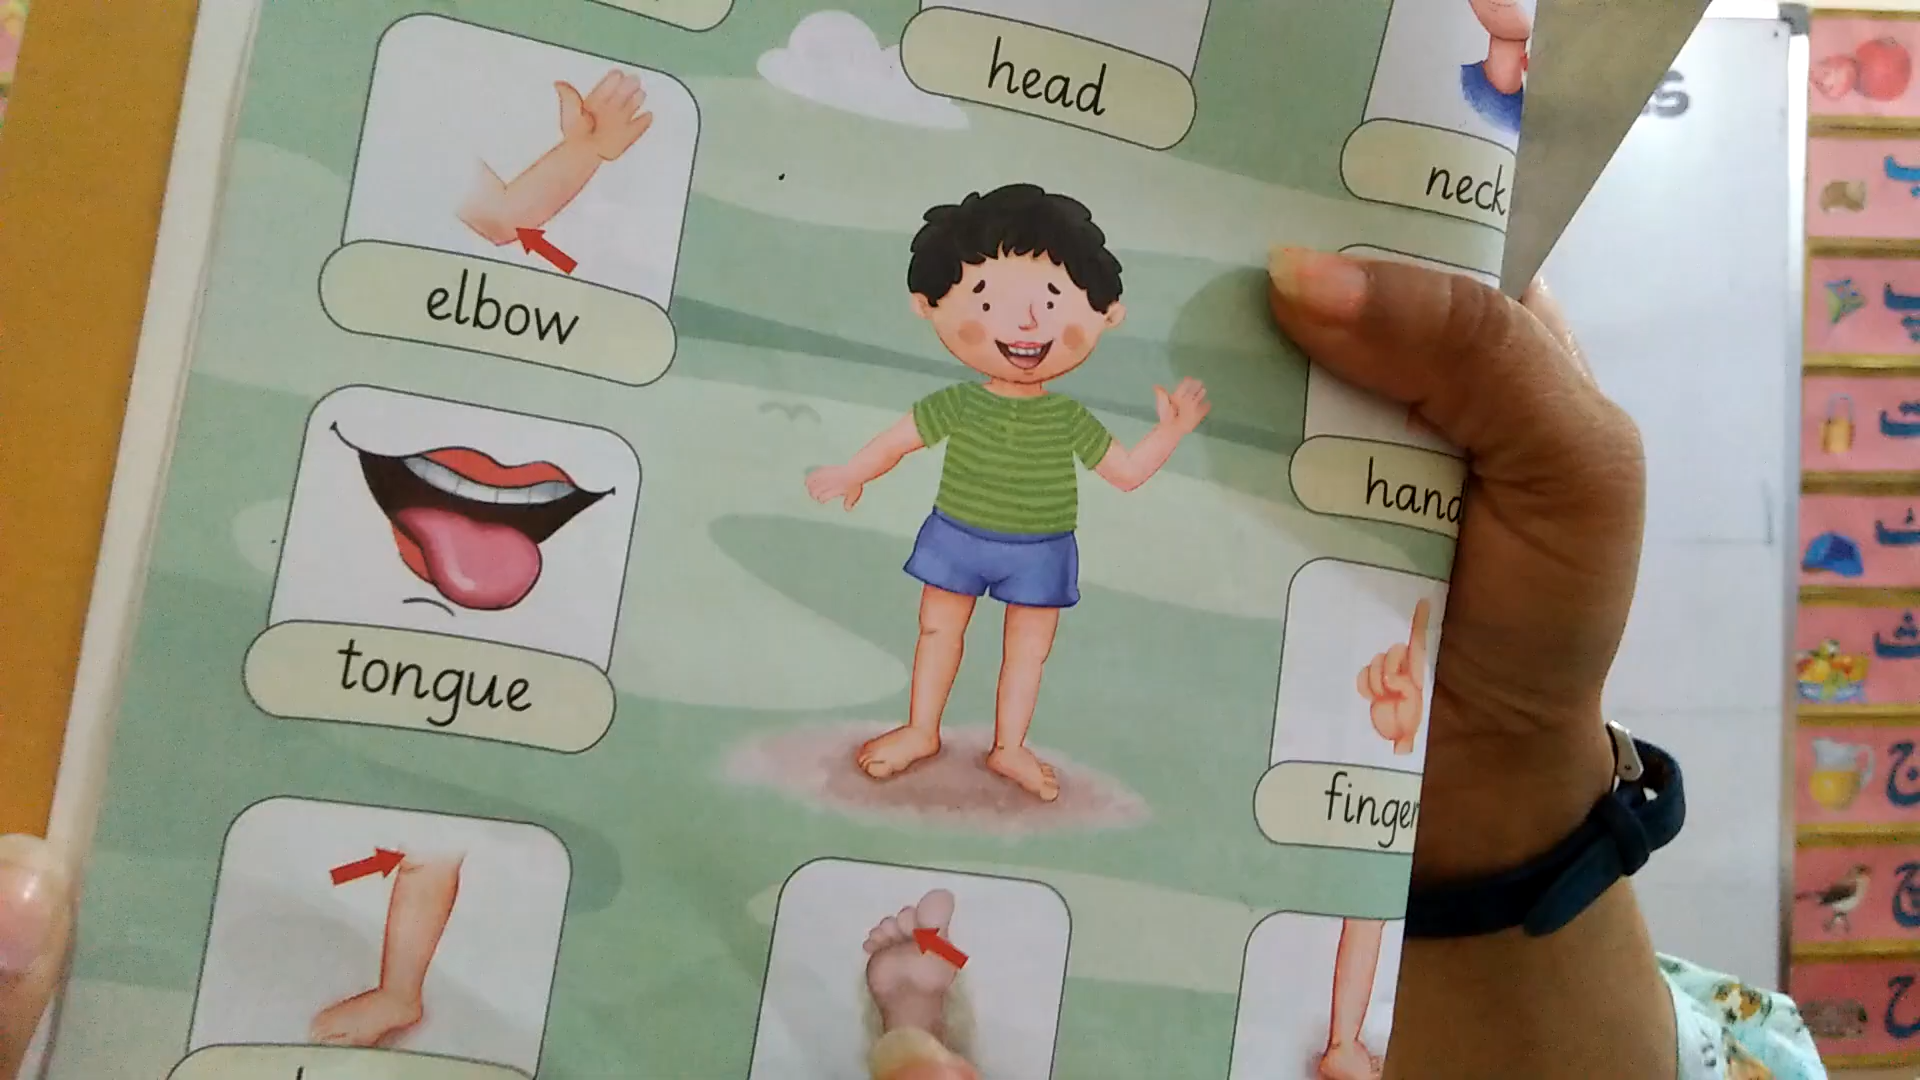 head
neck
elbow
hand
tongue
finger
ب
پ
ت
ٹ
ث
ج
چ
ح